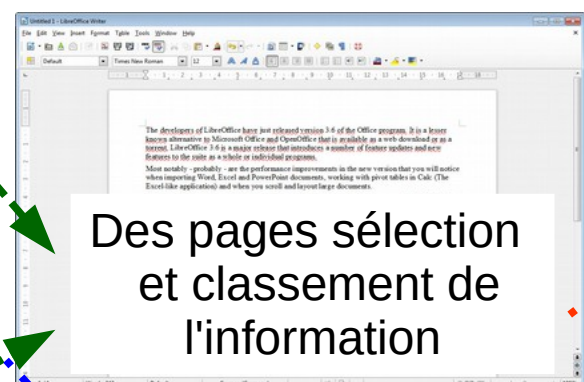 Untitled 1 - LibreOffice Writer
File Edit View Insert Format Table Tools Window Help
Default Times New Roman 12
The developers of LibreOffice have just released version 3.6 of the Office program. It is a lesser
known alternative to Microsoft Office and OpenOffice that is available as a web download or as a
torrent. LibreOffice 3.6 is a major release that introduces a number of feature updates and new
features to the suite as a whole or individual programs.
Most notably - probably - are the performance improvements in the new version that you will notice
when importing Word, Excel and PowerPoint documents, working with pivot tables in Calc (The
Excel-like application) and when you scroll and layout large documents.
Des pages sélection
et classement de
l'information